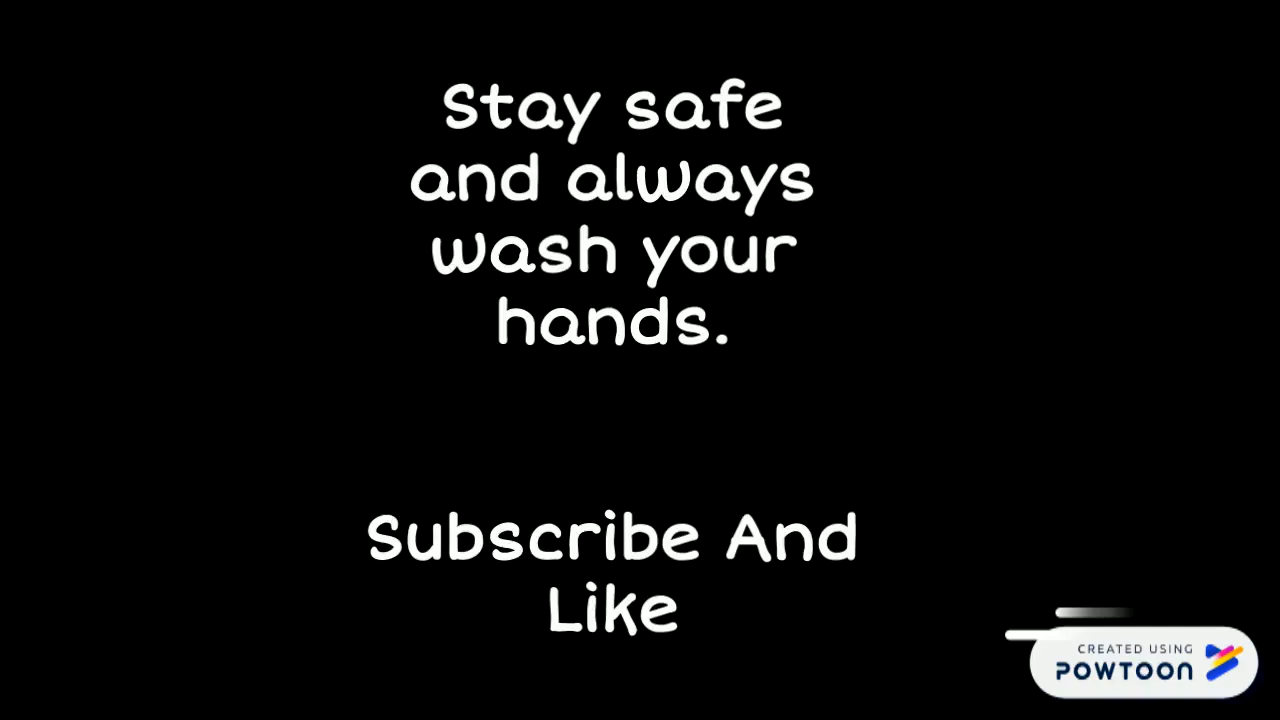 Stay safe
and always
wash your
hands.
Subscribe And
Like
CREATED USING
POWTOON